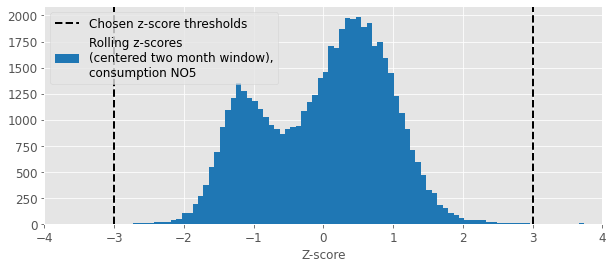 2000
1750
1500
1250
1000
750
500
250
0
Chosen z-score thresholds
Rolling z-scores
(centered two month window),
consumption NO5
−4 −3 −2 −1 0 1 2 3 4
Z-score